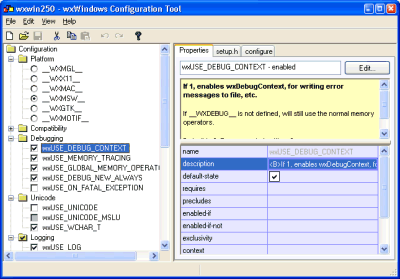 wxwin250 - wxWindows Configuration Tool
File Edit View Help
Configuration
Platform
__WXMGL__
__WXX11__
__WXMAC__
__WXMSW__
__WXGTK__
__WXMOTIF__
Compatibility
Debugging
wxUSE_DEBUG_CONTEXT
wxUSE_MEMORY_TRACING
wxUSE_GLOBAL_MEMORY_OPERATO
wxUSE_DEBUG_NEW_ALWAYS
wxUSE_ON_FATAL_EXCEPTION
Unicode
wxUSE_UNICODE
wxUSE_UNICODE_MSLU
wxUSE_WCHAR_T
Logging
wxUSE_LOG
Properties setup.h configure
wxUSE_DEBUG_CONTEXT - enabled Edit...
If 1, enables wxDebugContext, for writing error
messages to file, etc.
If __WXDEBUG__ is not defined, will still use the normal
memory operators.
name wxUSE_DEBUG_CONTEXT
description <B>If 1, enables wxDebugContext, fo
default-state
requires
precludes
enabled-if
enabled-if-not
exclusivity
context